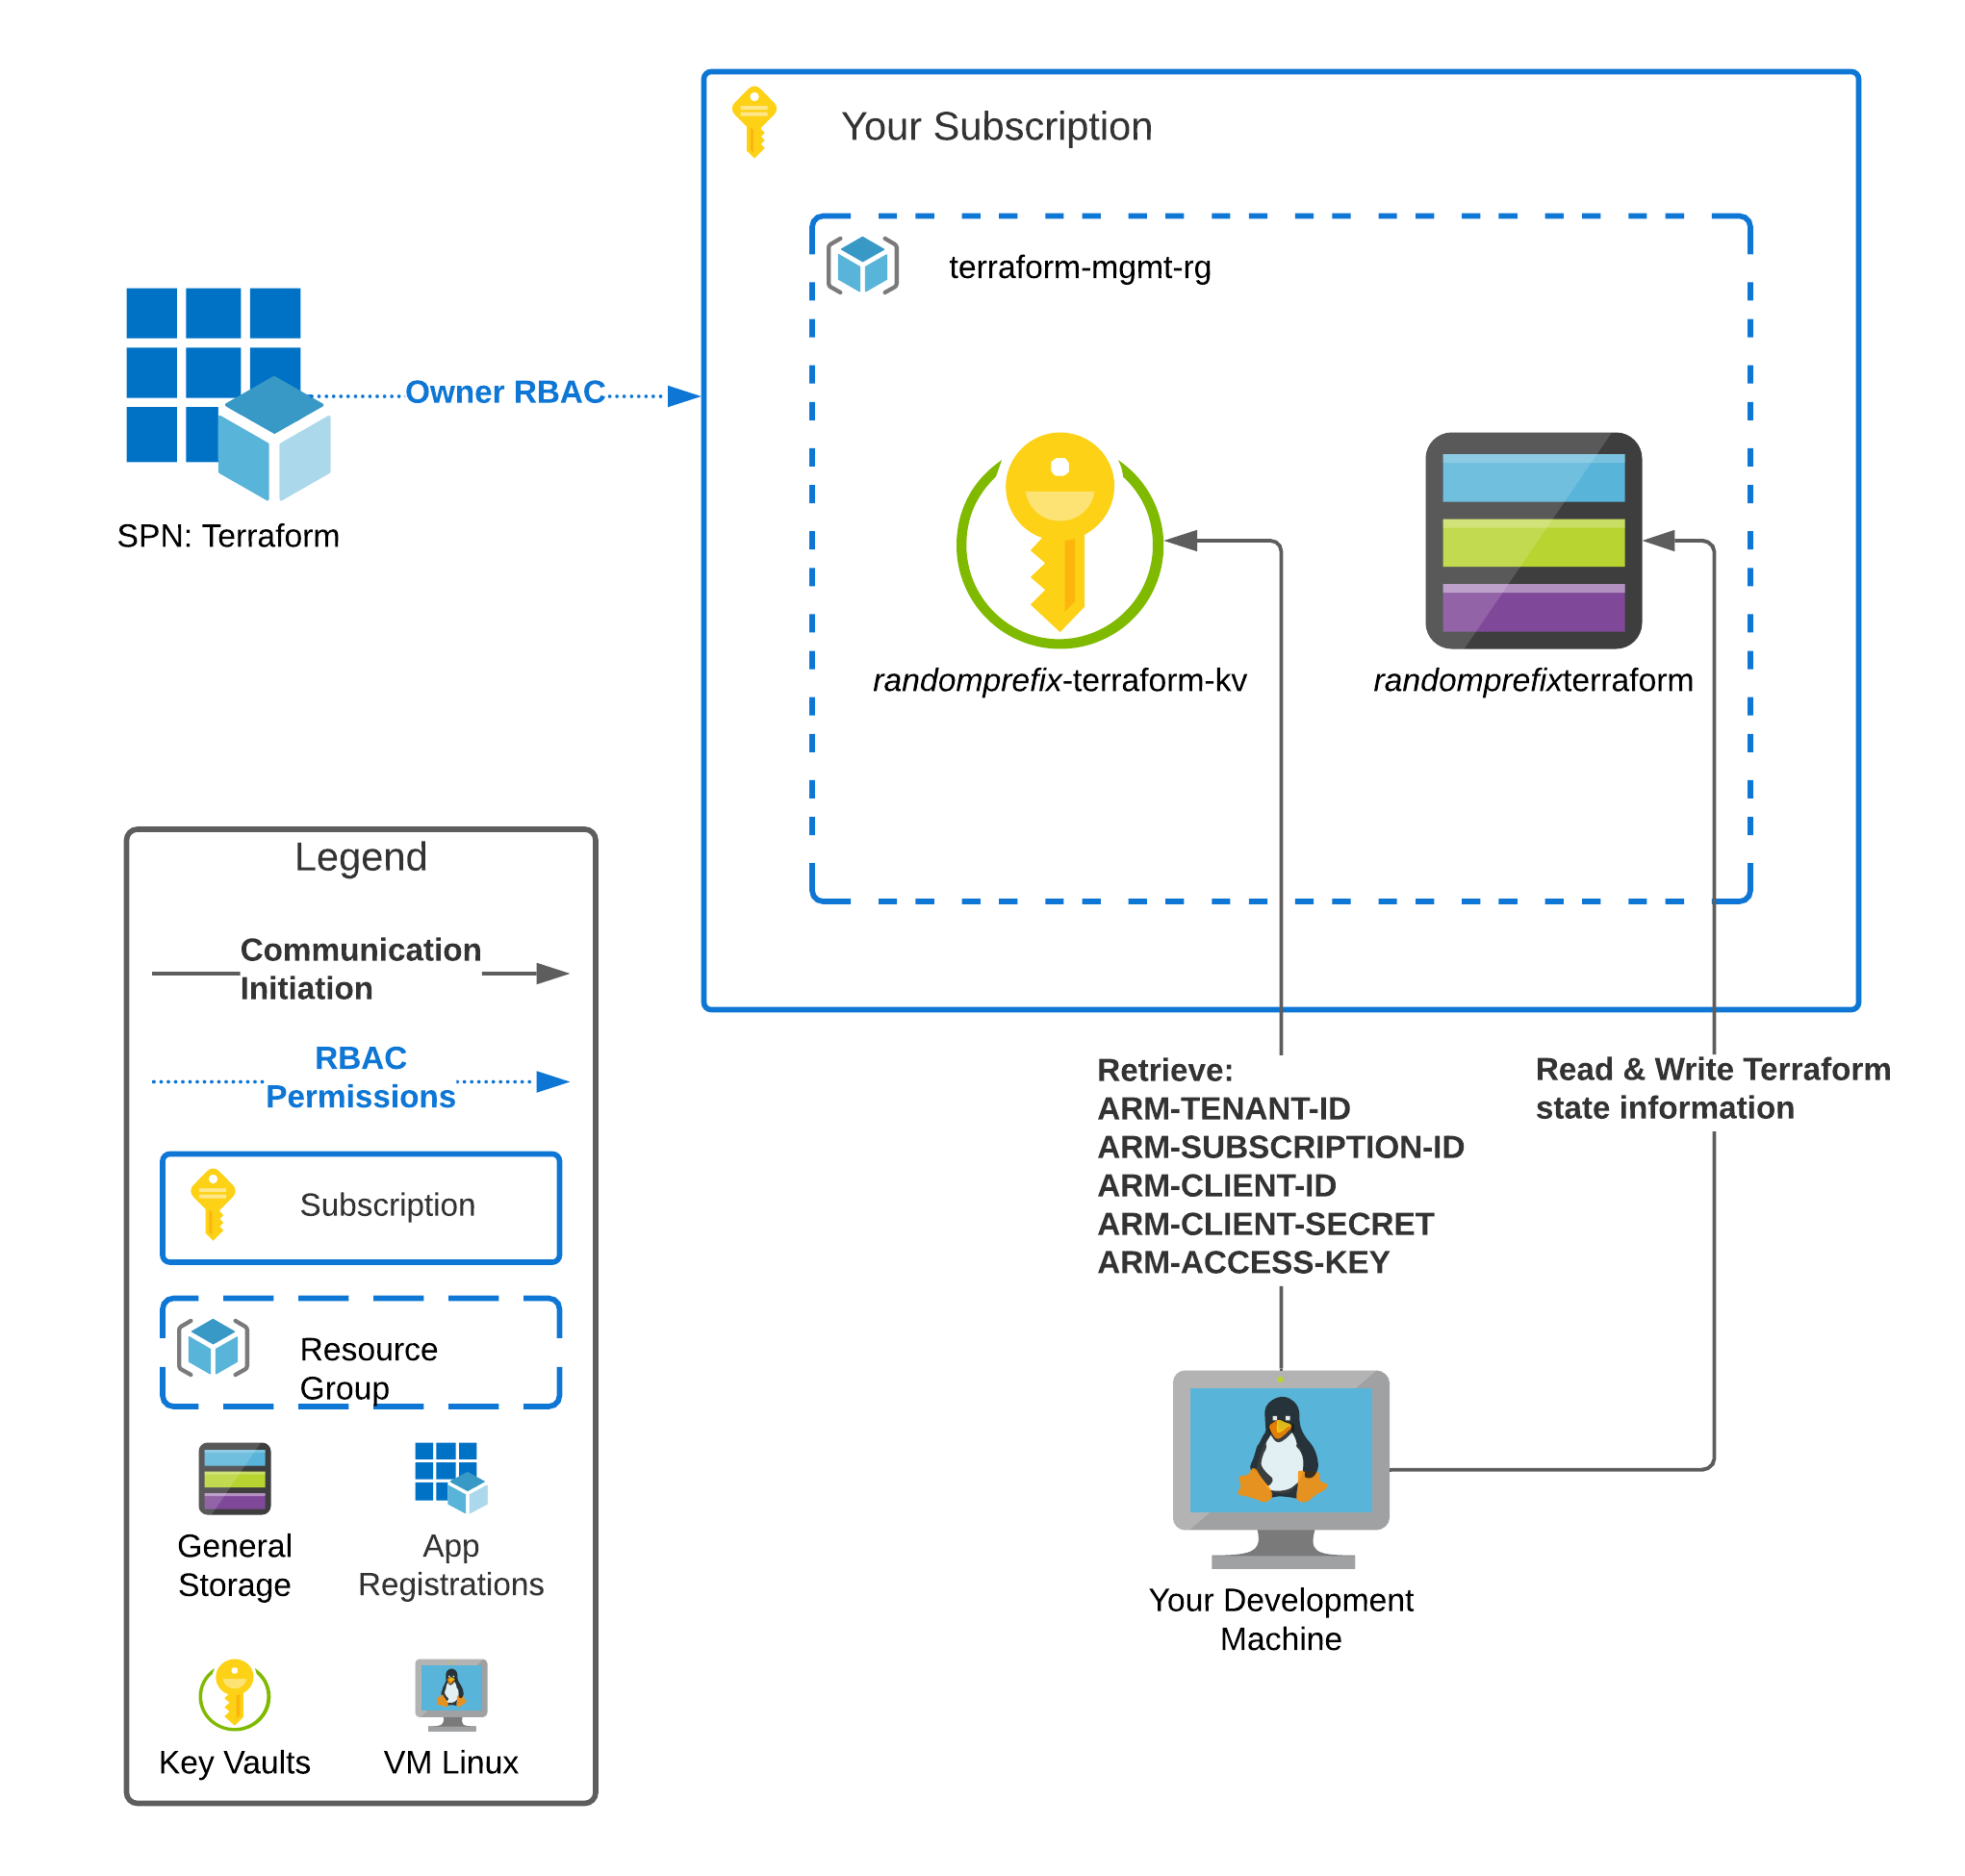 Your Subscription
terraform-mgmt-rg
Owner RBAC
SPN: Terraform
randomprefix-terraform-kv
randomprefixterraform
Legend
Communication
Initiation
RBAC
Permissions
Subscription
Resource
Group
General
Storage
App
Registrations
Key Vaults
VM Linux
Retrieve:
ARM-TENANT-ID
ARM-SUBSCRIPTION-ID
ARM-CLIENT-ID
ARM-CLIENT-SECRET
ARM-ACCESS-KEY
Read & Write Terraform
state information
Your Development
Machine